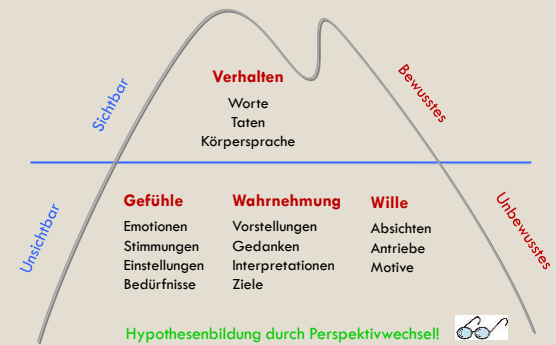 Sichtbar
Verhalten
Worte
Taten
Körpersprache
Bewusstes
Unsichtbar
Gefühle
Emotionen
Stimmungen
Einstellungen
Bedürfnisse
Wahrnehmung
Vorstellungen
Gedanken
Interpretationen
Ziele
Wille
Absichten
Antriebe
Motive
Unbewusstes
Hypothesenbildung durch Perspektivwechsel!